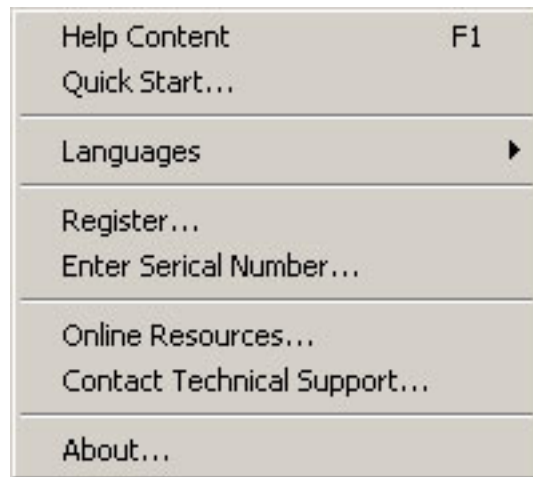 Help Content F1
Quick Start...
Languages
Register...
Enter Serical Number...
Online Resources...
Contact Technical Support...
About...